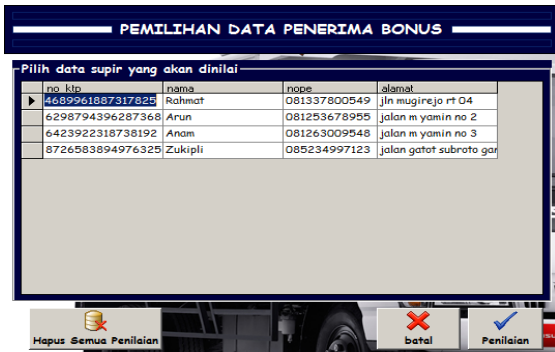 PEMILIHAN DATA PENERIMA BONUS
Pilih data supir yang akan dinilai
no_ktp nama nope alamat
4689961887317825 Rahmat 081337800549 jln mugirejo rt 04
6298794396287368 Arun 081253678955 jalan m yamin no 2
6423922318738192 Anam 081263009548 jalan m yamin no 3
8726583894976325 Zukipli 085234997123 jalan gatot subroto gar
Hapus Semua Penilaian batal Penilaian